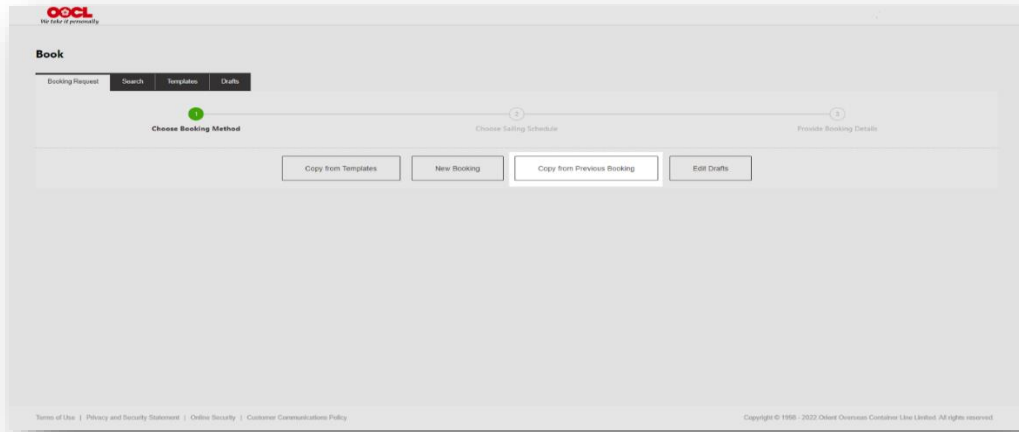 OOCL
We take it personally
Book
Booking Request Search Templates Drafts
1 2 3
Choose Booking Method Choose Sailing Schedule Provide Booking Details
Copy from Templates New Booking Copy from Previous Booking Edit Drafts
Terms of Use | Privacy and Security Statement | Online Security | Customer Communications Policy Copyright © 1998 - 2022 Orient Overseas Container Line Limited. All rights reserved.